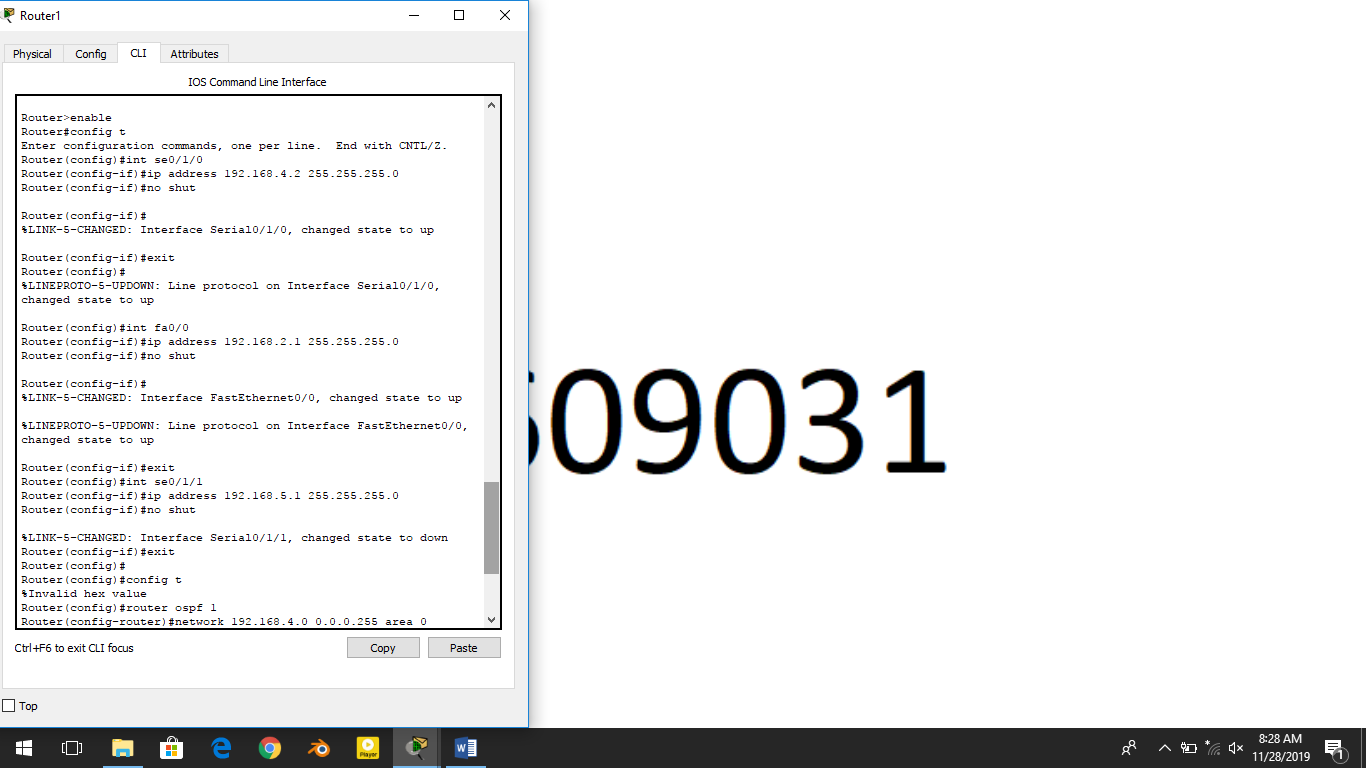 Router1
Physical
Config
CLI
Attributes
IOS Command Line Interface
Router>enable
Router#config t
Enter configuration commands, one per line.  End with CNTL/Z.
Router(config)#int se0/1/0
Router(config-if)#ip address 192.168.4.2 255.255.255.0
Router(config-if)#no shut
Router(config-if)#
%LINK-5-CHANGED: Interface Serial0/1/0, changed state to up
Router(config-if)#exit
Router(config)#
%LINEPROTO-5-UPDOWN: Line protocol on Interface Serial0/1/0,
changed state to up
Router(config)#int fa0/0
Router(config-if)#ip address 192.168.2.1 255.255.255.0
Router(config-if)#no shut
Router(config-if)#
%LINK-5-CHANGED: Interface FastEthernet0/0, changed state to up
%LINEPROTO-5-UPDOWN: Line protocol on Interface FastEthernet0/0,
changed state to up
Router(config-if)#exit
Router(config)#int se0/1/1
Router(config-if)#ip address 192.168.5.1 255.255.255.0
Router(config-if)#no shut
%LINK-5-CHANGED: Interface Serial0/1/1, changed state to down
Router(config-if)#exit
Router(config)#
Router(config)#config t
%Invalid hex value
Router(config)#router ospf 1
Router(config-router)#network 192.168.4.0 0.0.0.255 area 0
Ctrl+F6 to exit CLI focus
Copy
Paste
Top
09031
Player
8:28 AM
11/28/2019
1